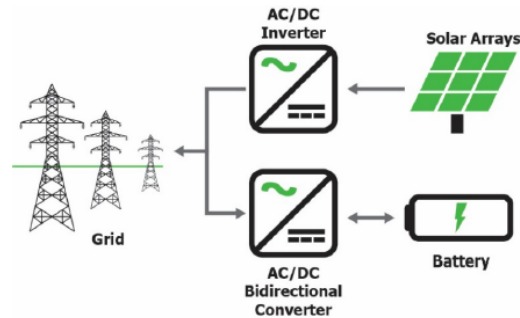 AC/DC
Inverter
Solar Arrays
Grid
AC/DC
Bidirectional
Converter
Battery